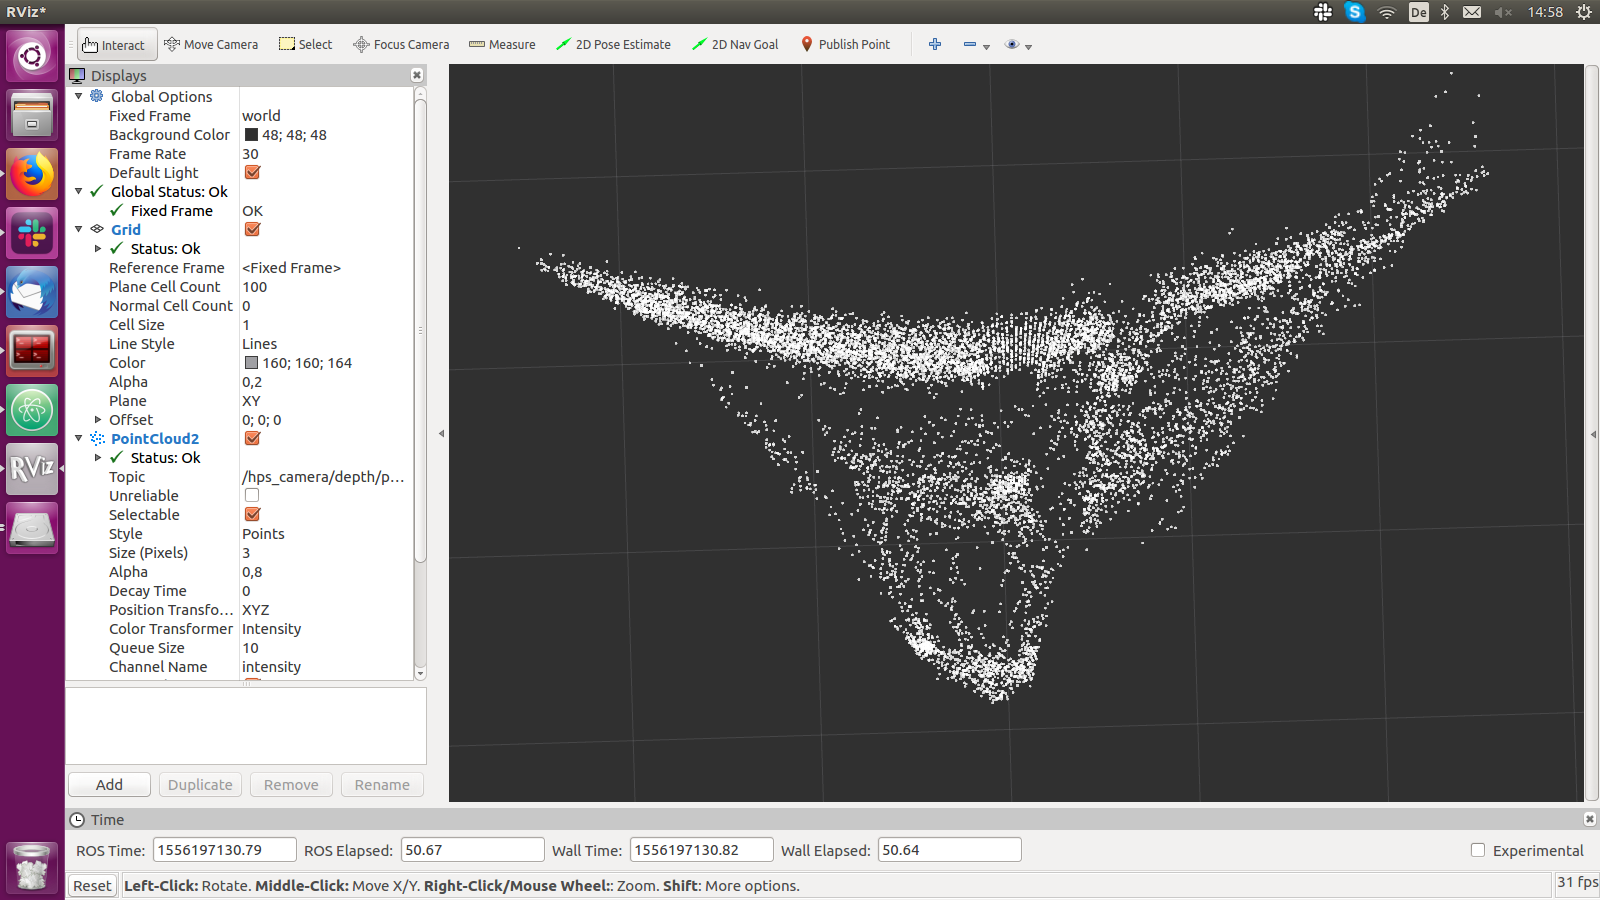 RViz*
De
14:58
Interact
Move Camera
Select
Focus Camera
Measure
2D Pose Estimate
2D Nav Goal
Publish Point
Displays
Global Options
Fixed Frame world
Background Color 48; 48; 48
Frame Rate 30
Default Light
Global Status: Ok
Fixed Frame OK
Grid
Status: Ok
Reference Frame <Fixed Frame>
Plane Cell Count 100
Normal Cell Count 0
Cell Size 1
Line Style Lines
Color 160; 160; 164
Alpha 0,2
Plane XY
Offset 0; 0; 0
PointCloud2
Status: Ok
Topic /hps_camera/depth/p...
Unreliable
Selectable
Style Points
Size (Pixels) 3
Alpha 0,8
Decay Time 0
Position Transfo... XYZ
Color Transformer Intensity
Queue Size 10
Channel Name intensity
RViz
Add
Duplicate
Remove
Rename
Time
ROS Time: 1556197130.79 ROS Elapsed: 50.67 Wall Time: 1556197130.82 Wall Elapsed: 50.64 Experimental
Reset Left-Click: Rotate. Middle-Click: Move X/Y. Right-Click/Mouse Wheel:: Zoom. Shift: More options. 31 fps